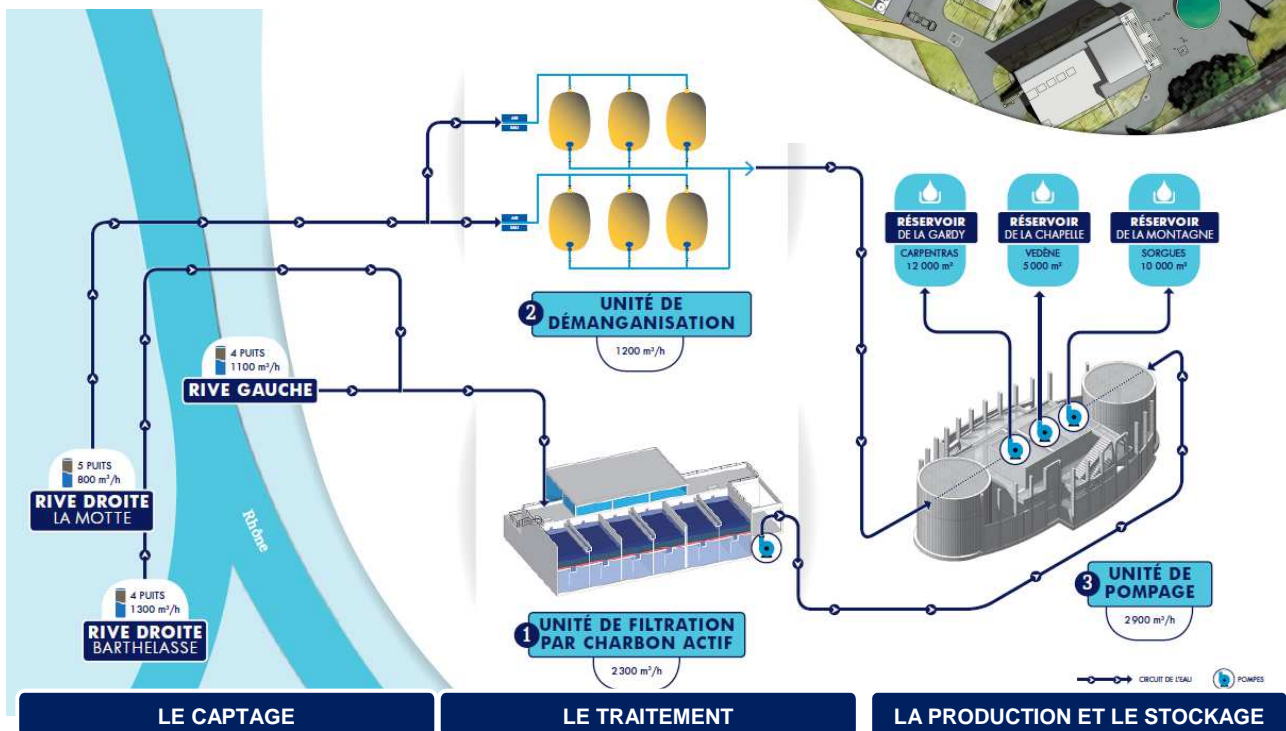 RÉSERVOIR
DE LA GARDY
CARPENTRAS
12 000 m³
RÉSERVOIR
DE LA CHAPELLE
VEDÈNE
5 000 m³
RÉSERVOIR
DE LA MONTAGNE
SORGUES
10 000 m³
2
UNITÉ DE
DÉMANGANISATION
1200 m³/h
4 PUITS
1100 m³/h
RIVE GAUCHE
5 PUITS
800 m³/h
RIVE DROITE
LA MOTTE
Rhône
4 PUITS
1300 m³/h
RIVE DROITE
BARTHELASSE
1
UNITÉ DE FILTRATION
PAR CHARBON ACTIF
2300 m³/h
3
UNITÉ DE
POMPAGE
2900 m³/h
CIRCUIT DE L'EAU
POMPES
LE CAPTAGE
LE TRAITEMENT
LA PRODUCTION ET LE STOCKAGE